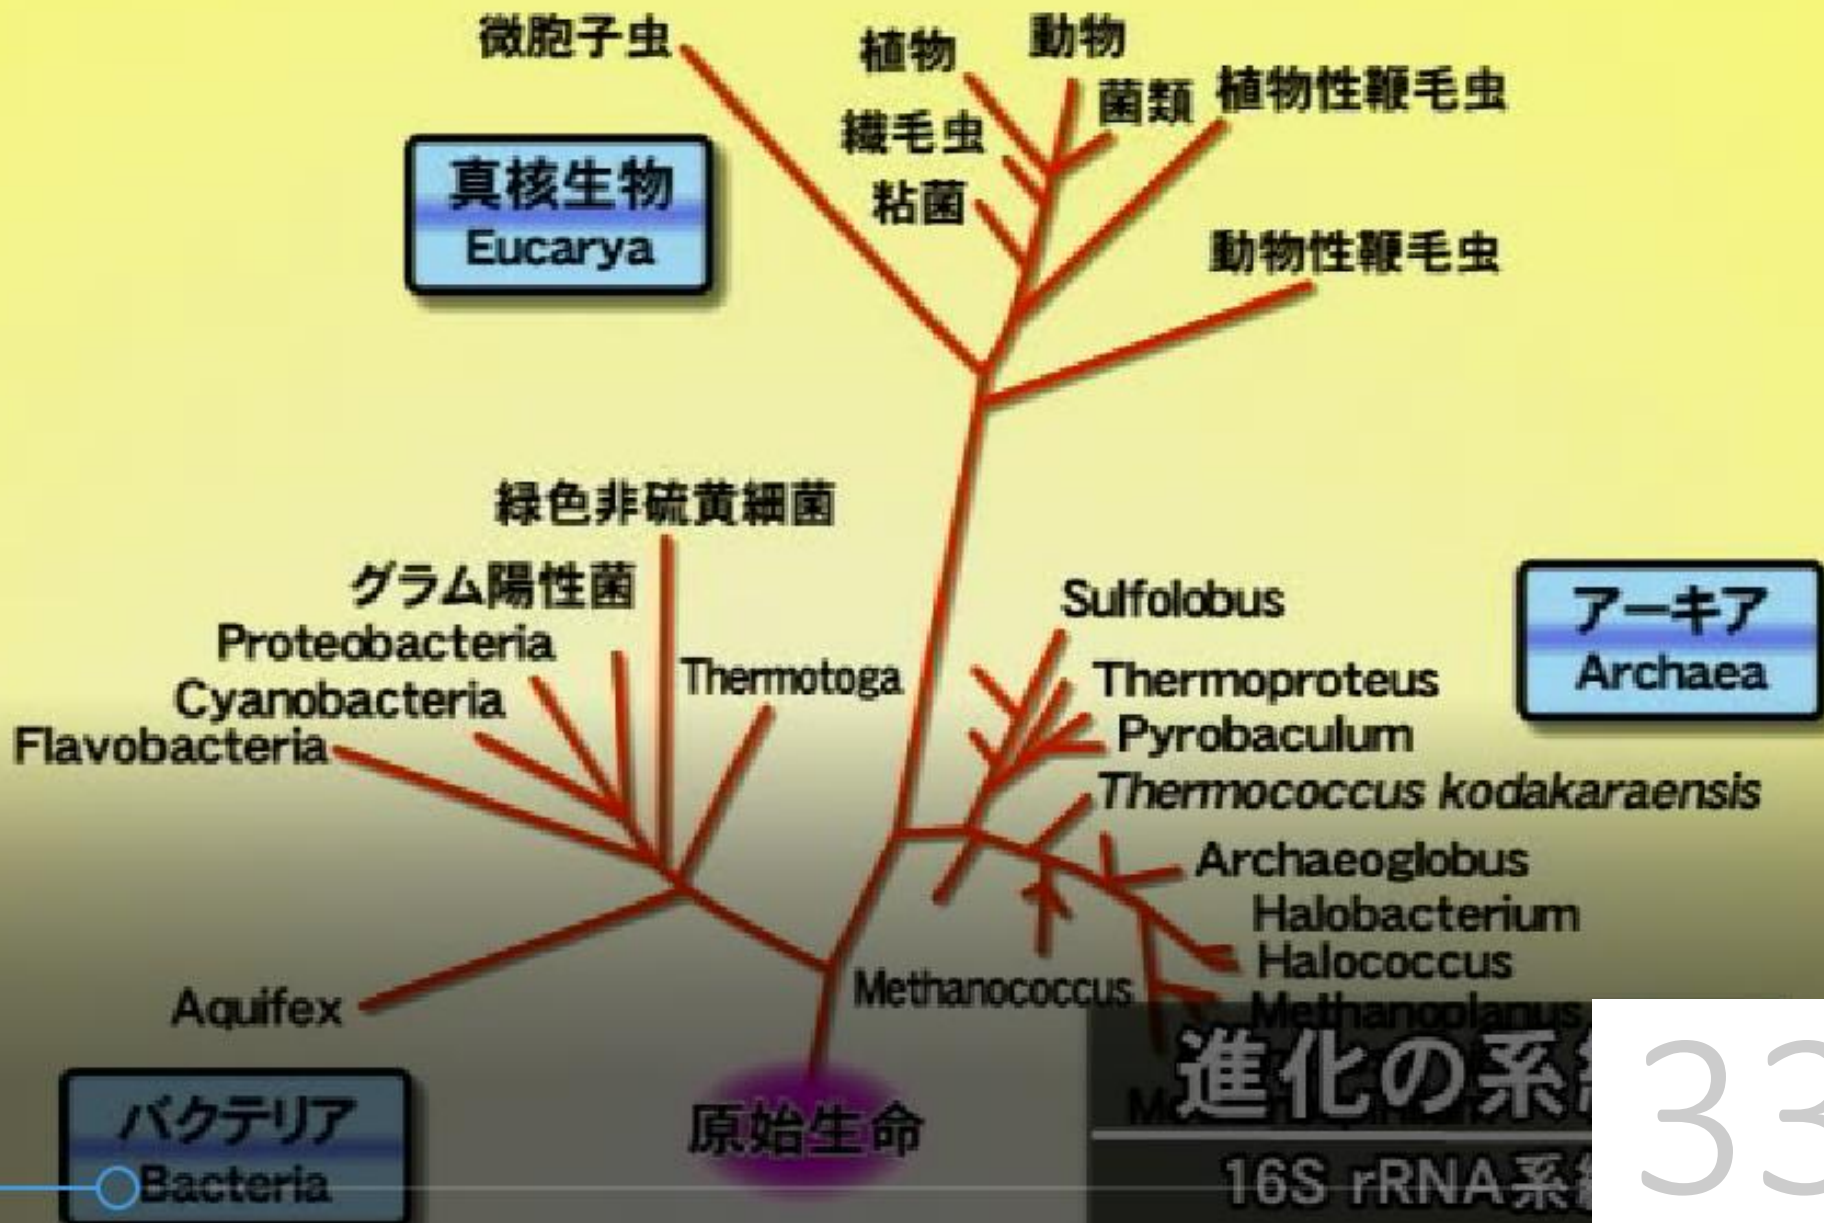 微胞子虫
植物
動物
菌類
植物性鞭毛虫
繊毛虫
粘菌
動物性鞭毛虫
真核生物
Eucarya
緑色非硫黄細菌
グラム陽性菌
Proteobacteria
Cyanobacteria
Flavobacteria
Thermotoga
Aquifex
Sulfolobus
Thermoproteus
Pyrobaculum
Thermococcus kodakaraensis
Archaeoglobus
Halobacterium
Halococcus
Methanoplanus
Methanococcus
アーキア
Archaea
バクテリア
Bacteria
原始生命
進化の系
16S rRNA系
33